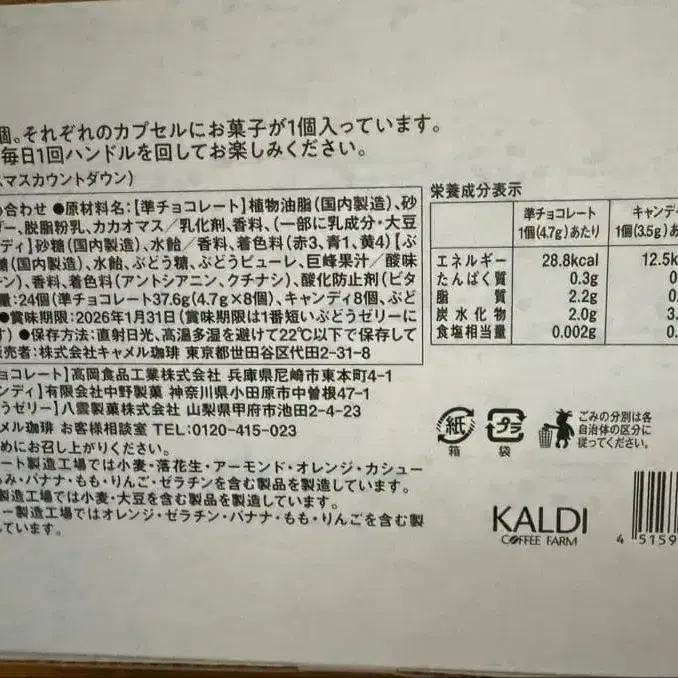 個。それぞれのカプセルにお菓子が1個入っています。
毎日1回ハンドルを回してお楽しみください。
スマスカウントダウン)
め合わせ ●原材料名:【準チョコレート】植物油脂(国内製造)、砂
ガー、脱脂粉乳、カカオマス/乳化剤、香料、(一部に乳成分・大豆
ディ】砂糖(国内製造)、水飴/香料、着色料(赤3、青1、黄4)【ぶ
糖(国内製造)、水飴、ぶどう糖、ぶどうピューレ、巨峰果汁/酸味
ン)、香料、着色料(アントシアニン、クチナシ)、酸化防止剤(ビタ
量:24個(準チョコレート37.6g(4.7g×8個)、キャンディ8個、ぶど
●賞味期限:2026年1月31日(賞味期限は1番短いぶどうゼリーに
す) ●保存方法:直射日光、高温多湿を避けて22℃以下で保存して
販売者:株式会社キャメル珈琲 東京都世田谷区代田2-31-8
ョコレート】高岡食品工業株式会社 兵庫県尼崎市東本町4-1
ンディ】有限会社中野製菓 神奈川県小田原市中曽根47-1
うゼリー】八雲製菓株式会社 山梨県甲府市池田2-4-23
メル珈琲 お客様相談室 TEL:0120-415-023
めにお召し上がりください。
ート製造工場では小麦・落花生・アーモンド・オレンジ・カシュー
るみ・バナナ・もも・りんご・ゼラチンを含む製品を製造しています。
製造工場では小麦・大豆を含む製品を製造しています。
ー製造工場ではオレンジ・ゼラチン・バナナ・もも・りんごを含む製
ています。
栄養成分表示
準チョコレート キャンデ
1個(4.7g)あたり 1個(3.5g)あ
エネルギー 28.8kcal 12.5k
たんぱく質 0.3g 0
脂質 2.2g 0.
炭水化物 2.0g 3.
食塩相当量 0.002g 0.
紙
箱
プラ
袋
ごみの分別は各
自治体の区分に
従ってください。
KALDI
COFFEE FARM
4 5159